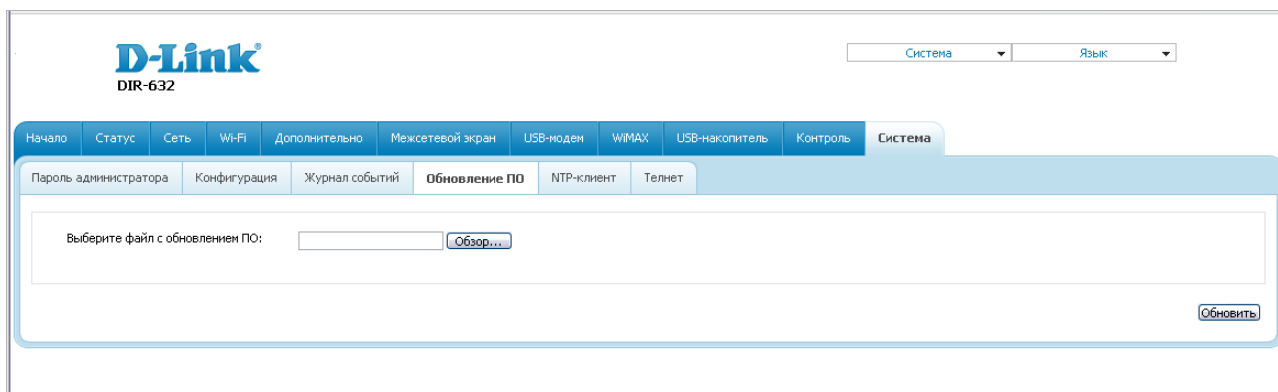 D-Link
DIR-632
Система Язык
Начало Статус Сеть Wi-Fi Дополнительно Межсетевой экран USB-модем WiMAX USB-накопитель Контроль Система
Пароль администратора Конфигурация Журнал событий Обновление ПО NTP-клиент Телнет
Выберите файл с обновлением ПО: Обзор...
Обновить